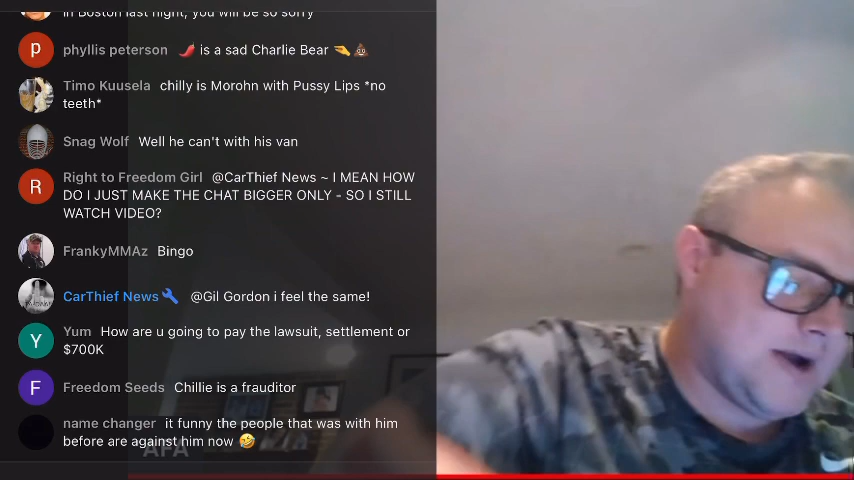 in Boston last night, you will be so sorry
p phyllis peterson 🌶️ is a sad Charlie Bear 🫲💩
Timo Kuusela chilly is Morohn with Pussy Lips *no
teeth*
Snag Wolf Well he can't with his van
R Right to Freedom Girl @CarThief News ~ I MEAN HOW
DO I JUST MAKE THE CHAT BIGGER ONLY - SO I STILL
WATCH VIDEO?
FrankyMMAz Bingo
CarThief News🔧 @Gil Gordon i feel the same!
Y Yum How are u going to pay the lawsuit, settlement or
$700K
F Freedom Seeds Chillie is a frauditor
name changer it funny the people that was with him
before are against him now 🤣
AFA